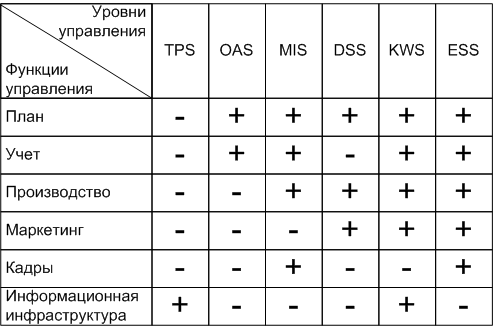 Уровни
управления
Функции
управления
TPS OAS MIS DSS KWS ESS
План - + + + + +
Учет - + + - + +
Производство - - + + + +
Маркетинг - - - + + +
Кадры - - + - - +
Информационная
инфраструктура + - - - + -